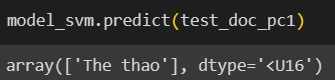 model_svm.predict(test_doc_pc1)
array(['The thao'], dtype='<U16')